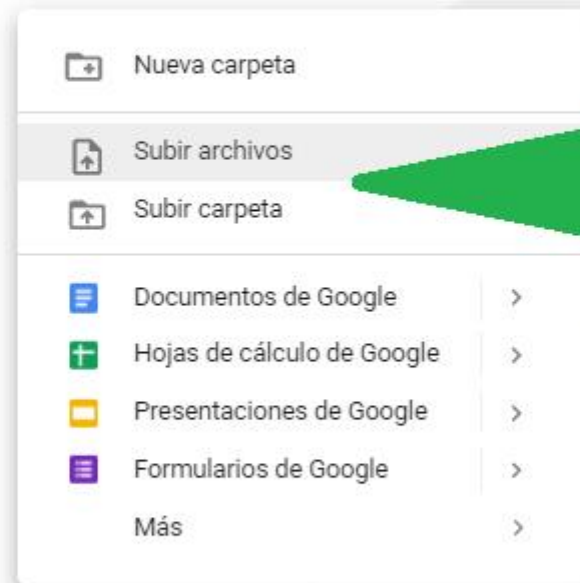 Nueva carpeta
Subir archivos
Subir carpeta
Documentos de Google
Hojas de cálculo de Google
Presentaciones de Google
Formularios de Google
Más